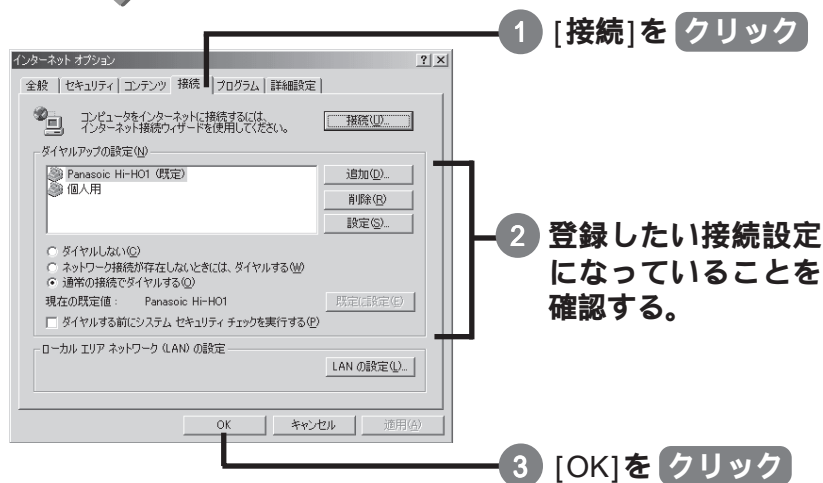 1 [接続]を クリック
インターネット オプション
全般 セキュリティ コンテンツ 接続 プログラム 詳細設定
コンピュータをインターネットに接続するには、
インターネット接続ウィザードを使用してください。
接続(U)...
ダイヤルアップの設定(N)
Panasoic Hi-HO1 (既定)
個人用
追加(D)...
削除(R)
設定(S)...
ダイヤルしない(C)
ネットワーク接続が存在しないときには、ダイヤルする(W)
通常の接続でダイヤルする(O)
現在の既定値： Panasoic Hi-HO1
既定に設定(E)
ダイヤルする前にシステム セキュリティ チェックを実行する(P)
2 登録したい接続設定
になっていることを
確認する。
ローカル エリア ネットワーク (LAN) の設定
LAN の設定(L)...
OK キャンセル 適用(A)
3 [OK]を クリック